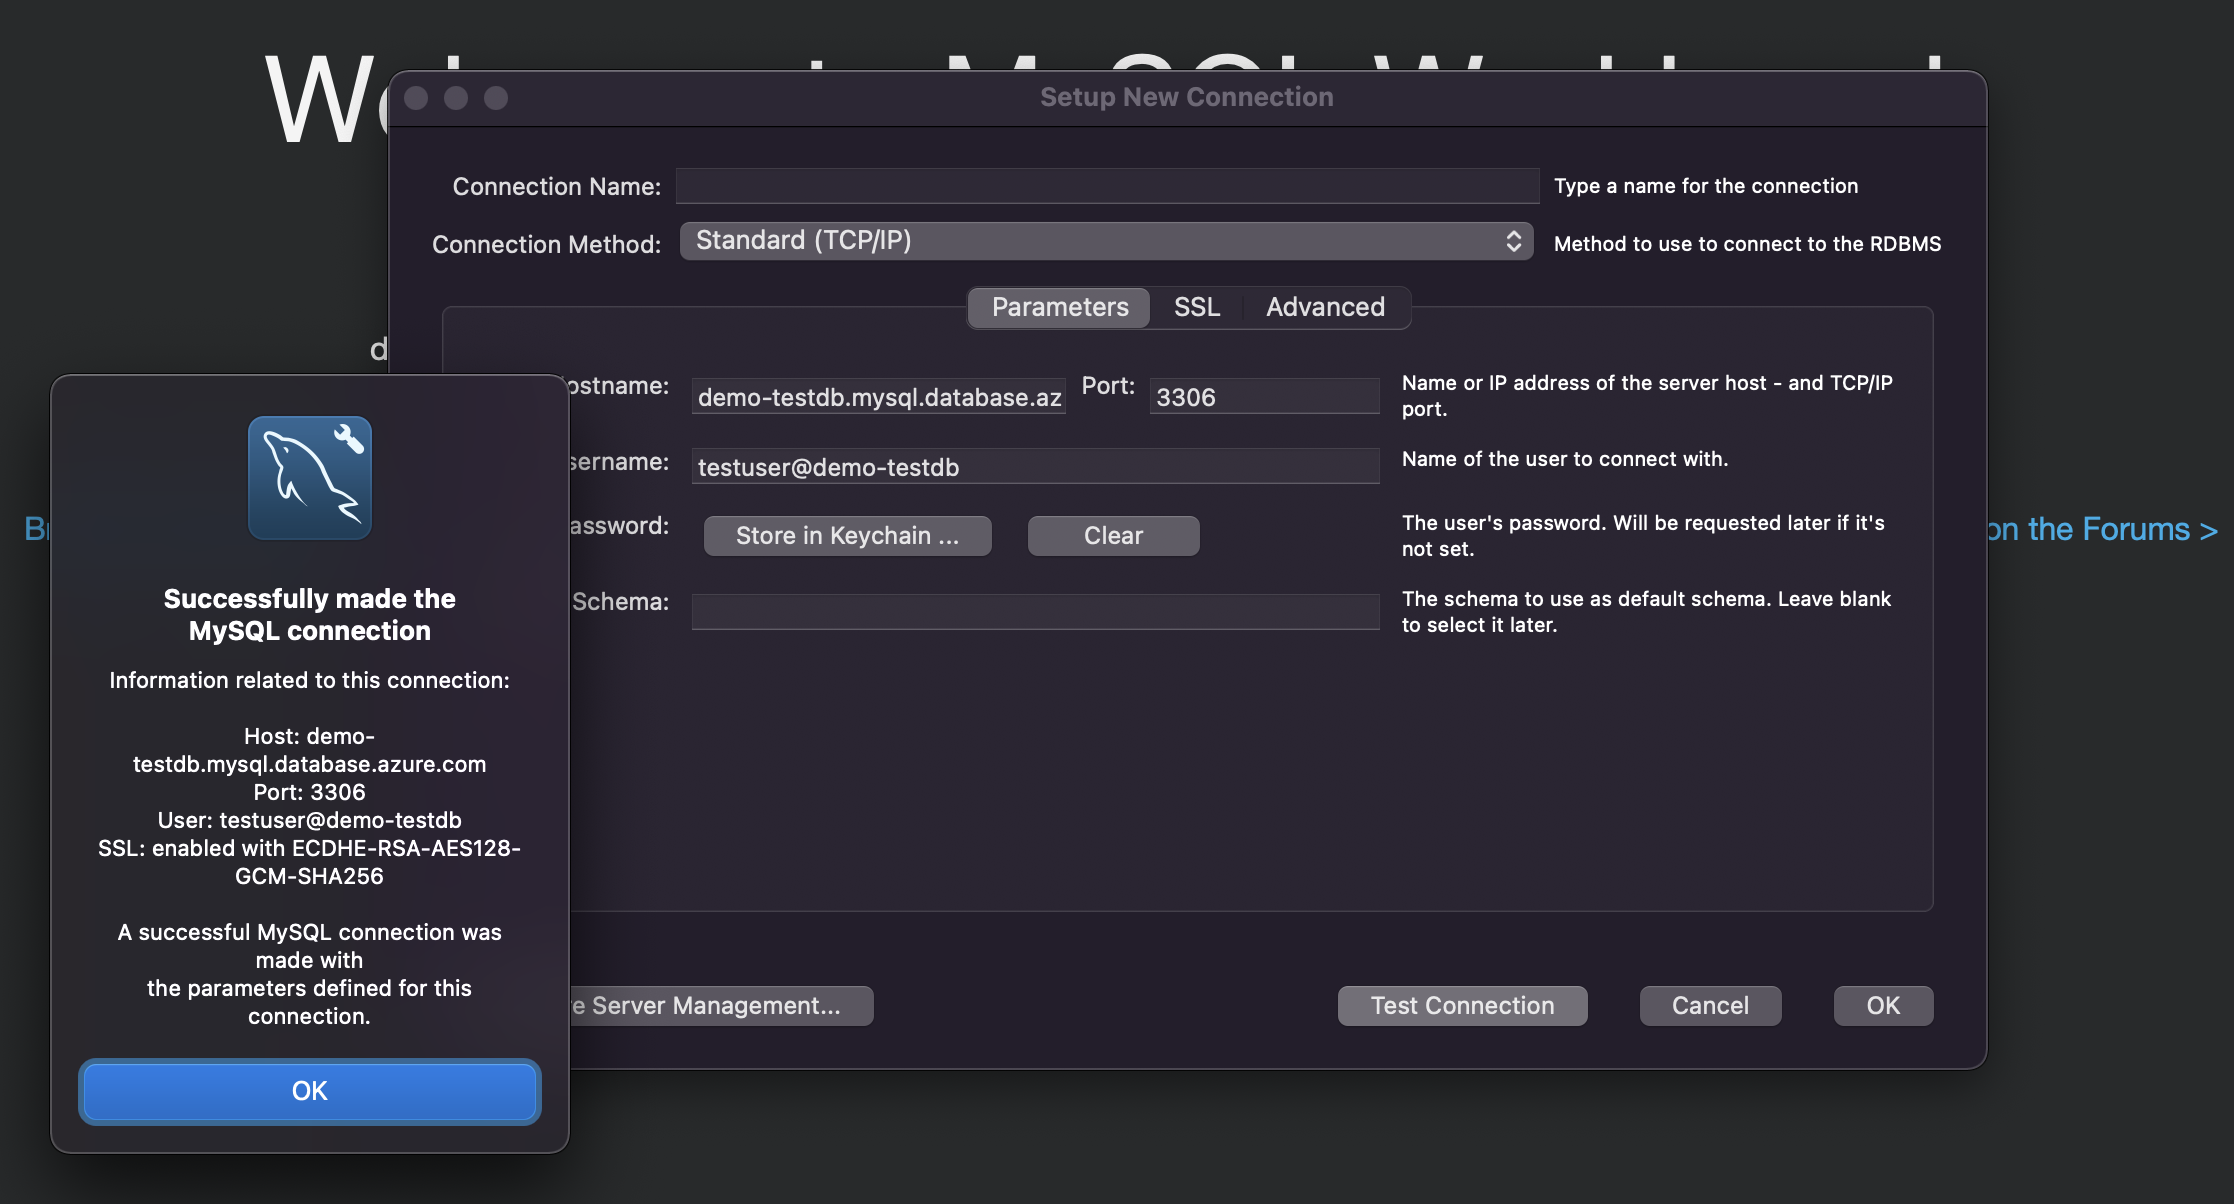 Setup New Connection
Connection Name:
Type a name for the connection
Connection Method:
Standard (TCP/IP)
Method to use to connect to the RDBMS
Parameters
SSL
Advanced
demo-testdb.mysql.database.az
Port:
3306
Name or IP address of the server host - and TCP/IP
port.
testuser@demo-testdb
Name of the user to connect with.
Store in Keychain ...
Clear
The user's password. Will be requested later if it's
not set.
Schema:
The schema to use as default schema. Leave blank
to select it later.
Server Management...
Test Connection
Cancel
OK
on the Forums >
Successfully made the
MySQL connection
Information related to this connection:
Host: demo-
testdb.mysql.database.azure.com
Port: 3306
User: testuser@demo-testdb
SSL: enabled with ECDHE-RSA-AES128-
GCM-SHA256
A successful MySQL connection was
made with
the parameters defined for this
connection.
OK